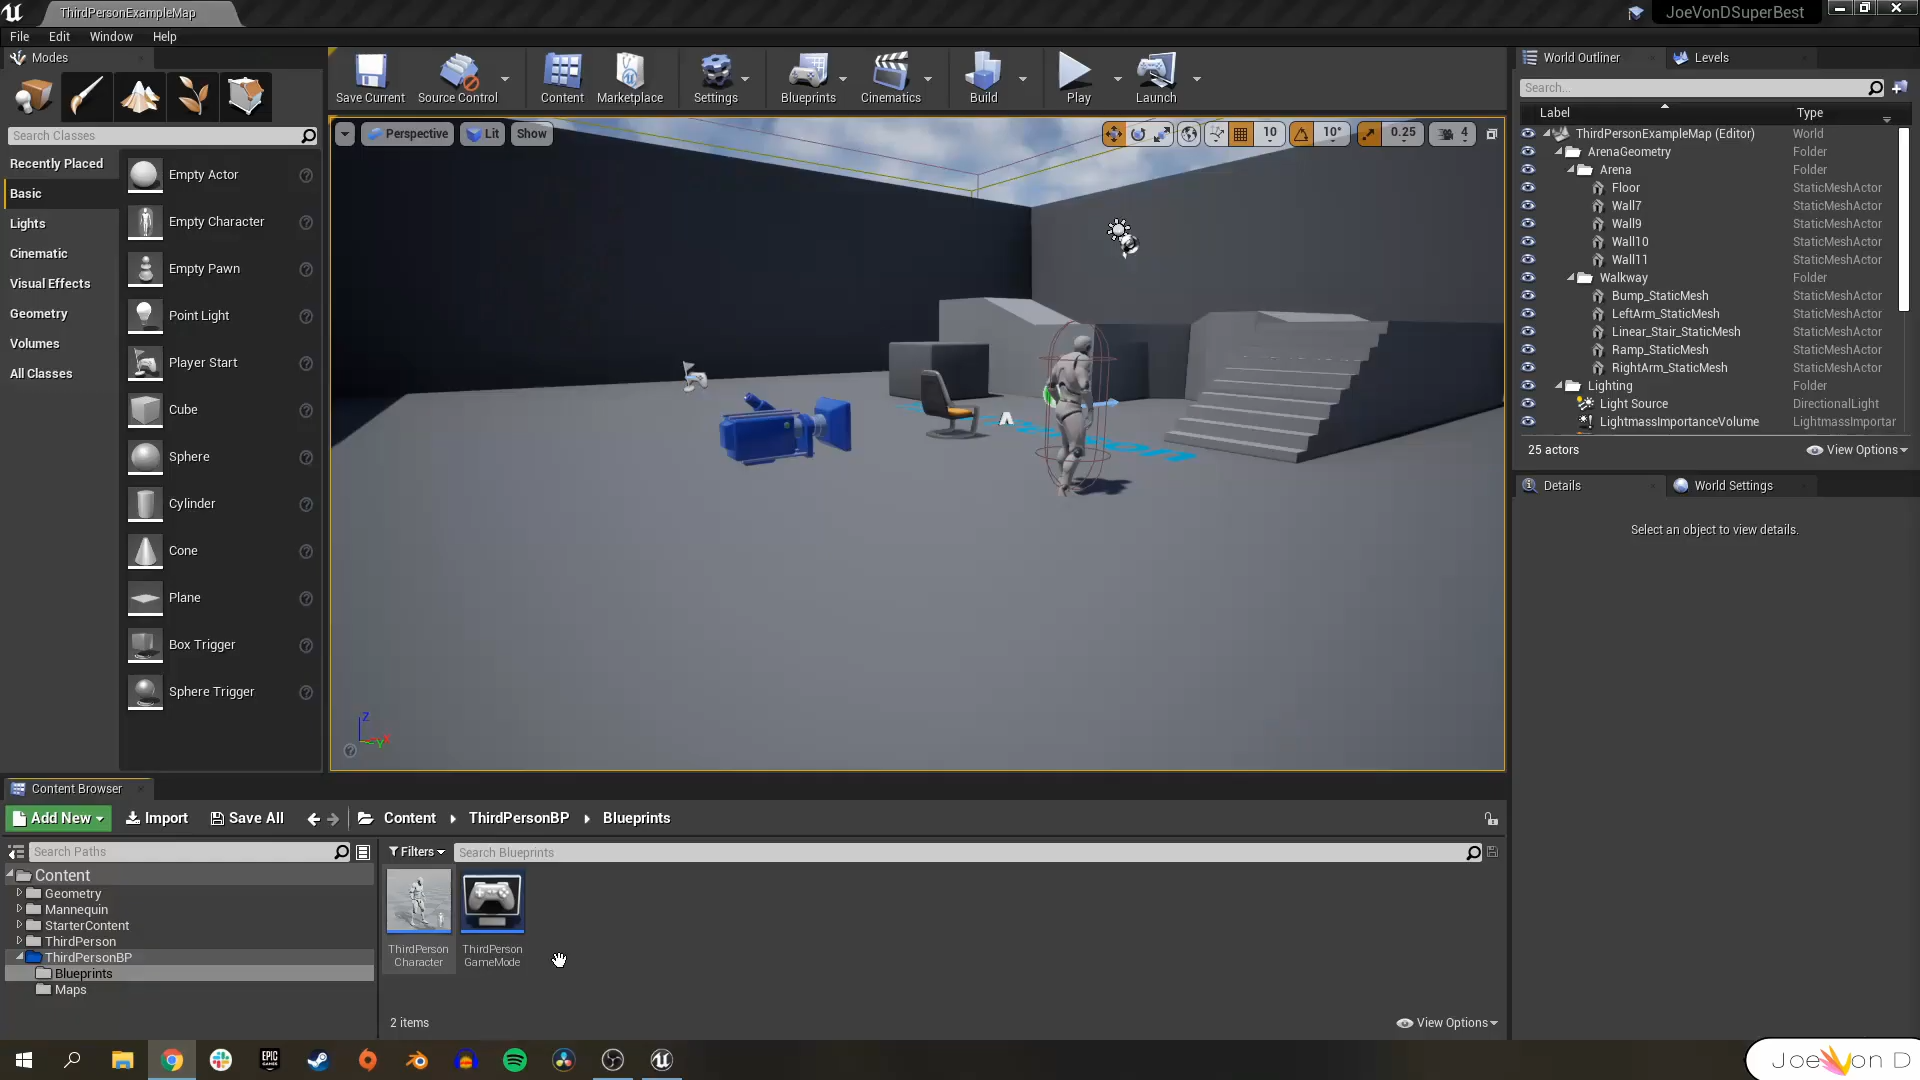 ThirdPersonExampleMap
JoeVonDSuperBest
File Edit Window Help
Modes
Save Current
Source Control
Content
Marketplace
Settings
Blueprints
Cinematics
Build
Play
Launch
World Outliner
Levels
Search...
Label
Type
Search Classes
Recently Placed
Basic
Lights
Cinematic
Visual Effects
Geometry
Volumes
All Classes
Empty Actor
Empty Character
Empty Pawn
Point Light
Player Start
Cube
Sphere
Cylinder
Cone
Plane
Box Trigger
Sphere Trigger
Perspective
Lit
Show
10
10°
0.25
4
Z
X
Y
ThirdPersonExampleMap (Editor) World
ArenaGeometry Folder
Arena Folder
Floor StaticMeshActor
Wall7 StaticMeshActor
Wall9 StaticMeshActor
Wall10 StaticMeshActor
Wall11 StaticMeshActor
Walkway Folder
Bump_StaticMesh StaticMeshActor
LeftArm_StaticMesh StaticMeshActor
Linear_Stair_StaticMesh StaticMeshActor
Ramp_StaticMesh StaticMeshActor
RightArm_StaticMesh StaticMeshActor
Lighting Folder
Light Source DirectionalLight
LightmassImportanceVolume LightmassImportar
25 actors
View Options
Details
World Settings
Select an object to view details.
Content Browser
Add New
Import
Save All
Content
ThirdPersonBP
Blueprints
Search Paths
Filters
Search Blueprints
Content
Geometry
Mannequin
StarterContent
ThirdPerson
ThirdPersonBP
Blueprints
Maps
ThirdPerson
Character
ThirdPerson
GameMode
2 items
View Options
EPIC
GAMES
Joe Von D